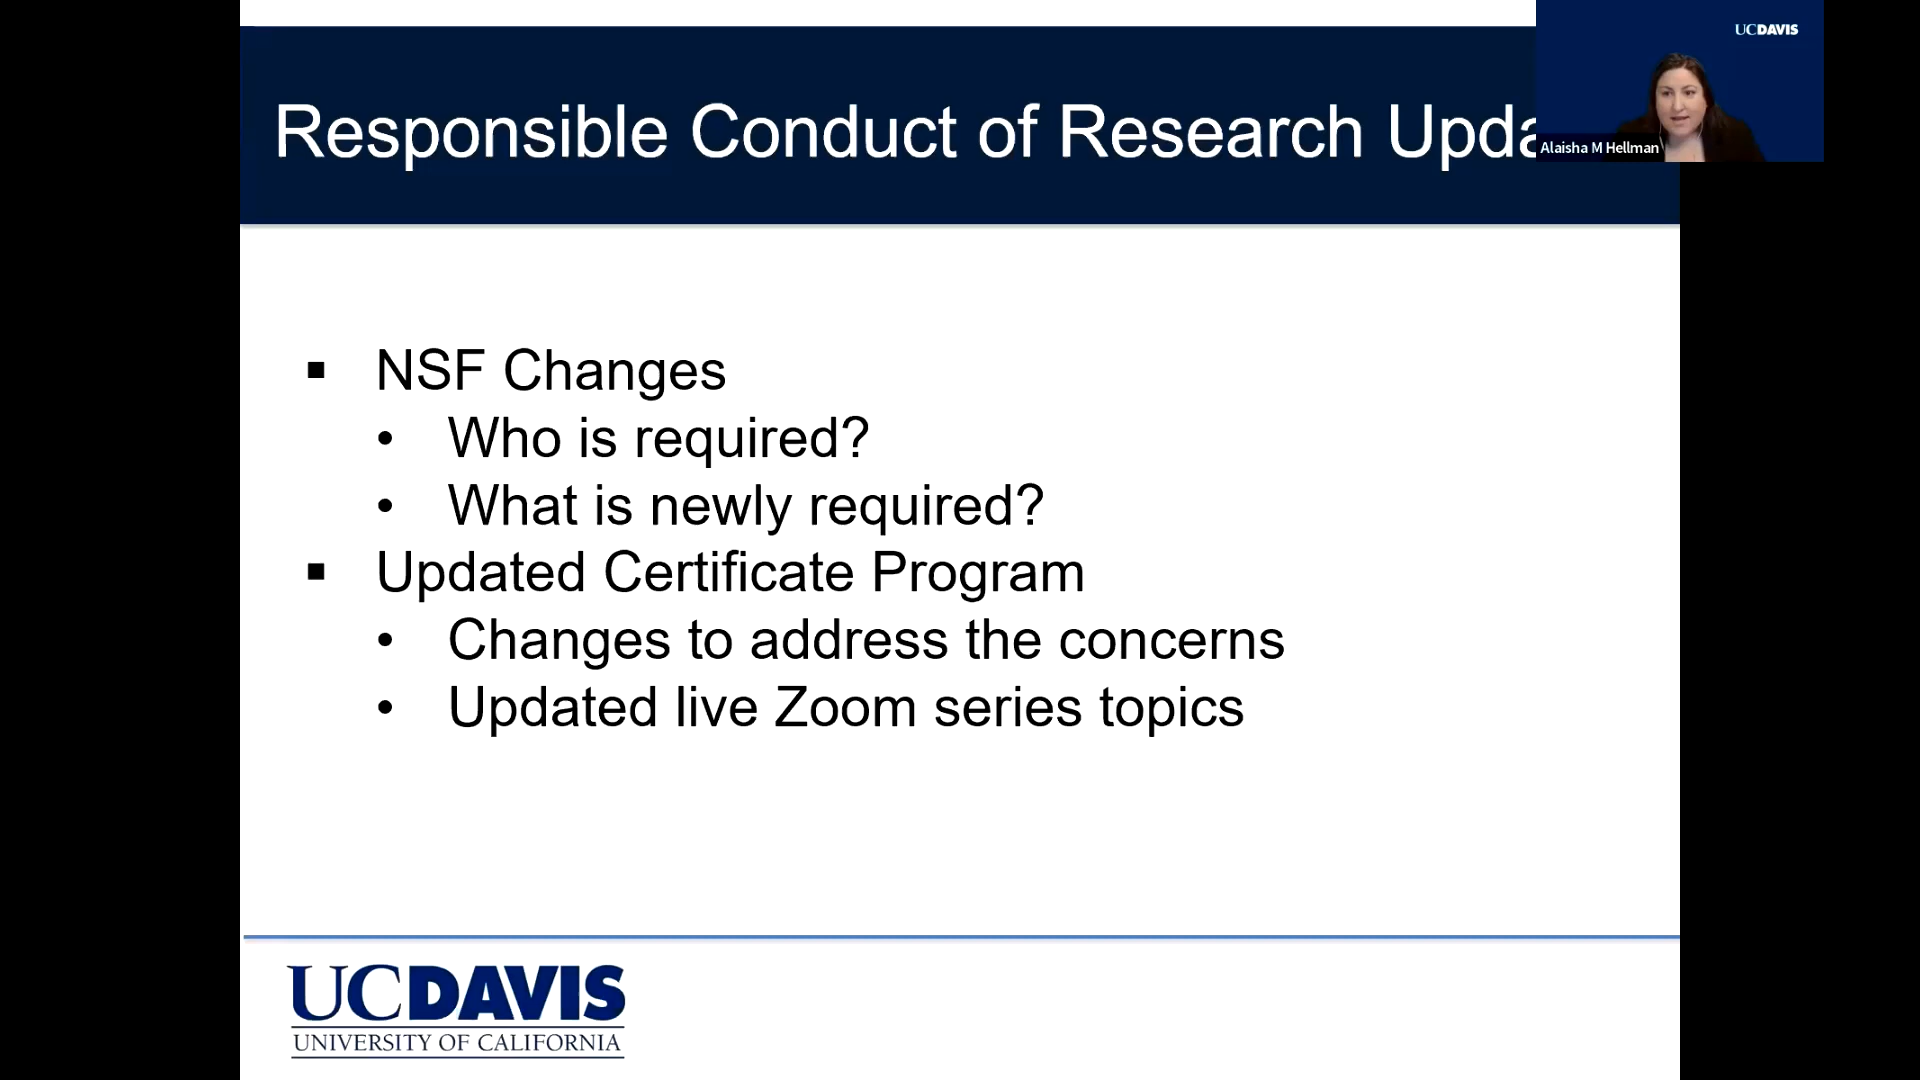 Responsible Conduct of Research Upda
UCDAVIS
Alaisha M Hellman
▪ NSF Changes
• Who is required?
• What is newly required?
▪ Updated Certificate Program
• Changes to address the concerns
• Updated live Zoom series topics
UCDAVIS
UNIVERSITY OF CALIFORNIA